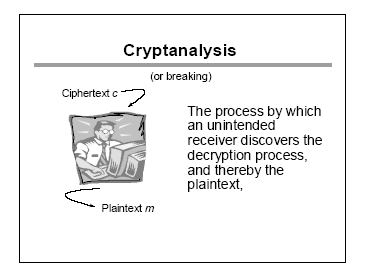 Cryptanalysis
(or breaking)
Ciphertext c
The process by which
an unintended
receiver discovers the
decryption process,
and thereby the
plaintext,
Plaintext m